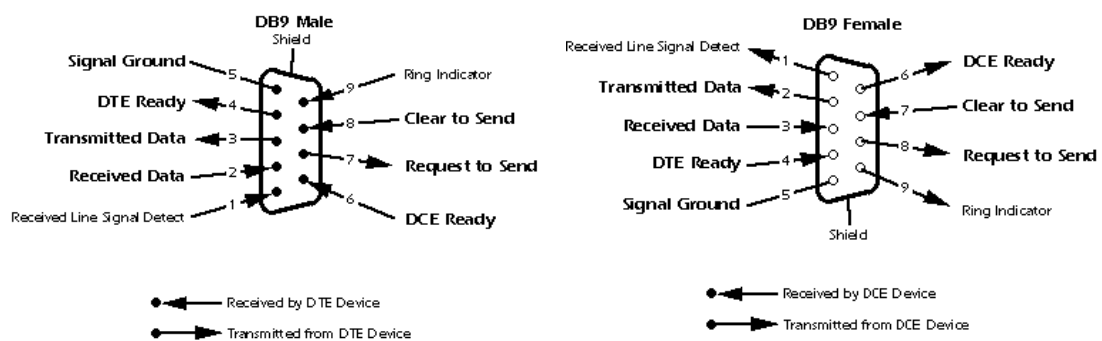 DB9 Male
Shield
Signal Ground
5
DTE Ready
4
Transmitted Data
3
Received Data
2
Received Line Signal Detect
1
9
Ring Indicator
8
Clear to Send
7
Request to Send
6
DCE Ready
Received by DTE Device
Transmitted from DTE Device
DB9 Female
Received Line Signal Detect
1
Transmitted Data
2
Received Data
3
DTE Ready
4
Signal Ground
5
6
DCE Ready
7
Clear to Send
8
Request to Send
9
Ring Indicator
Shield
Received by DCE Device
Transmitted from DCE Device